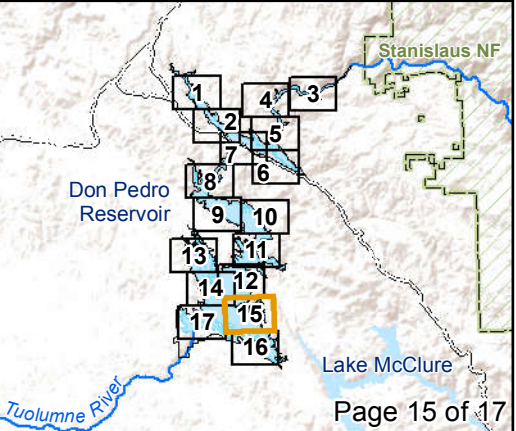 Stanislaus NF
1
4
3
2
5
7
6
8
Don Pedro
Reservoir
9
10
11
13
12
14
15
17
16
Lake McClure
Tuolumne River
Page 15 of 17